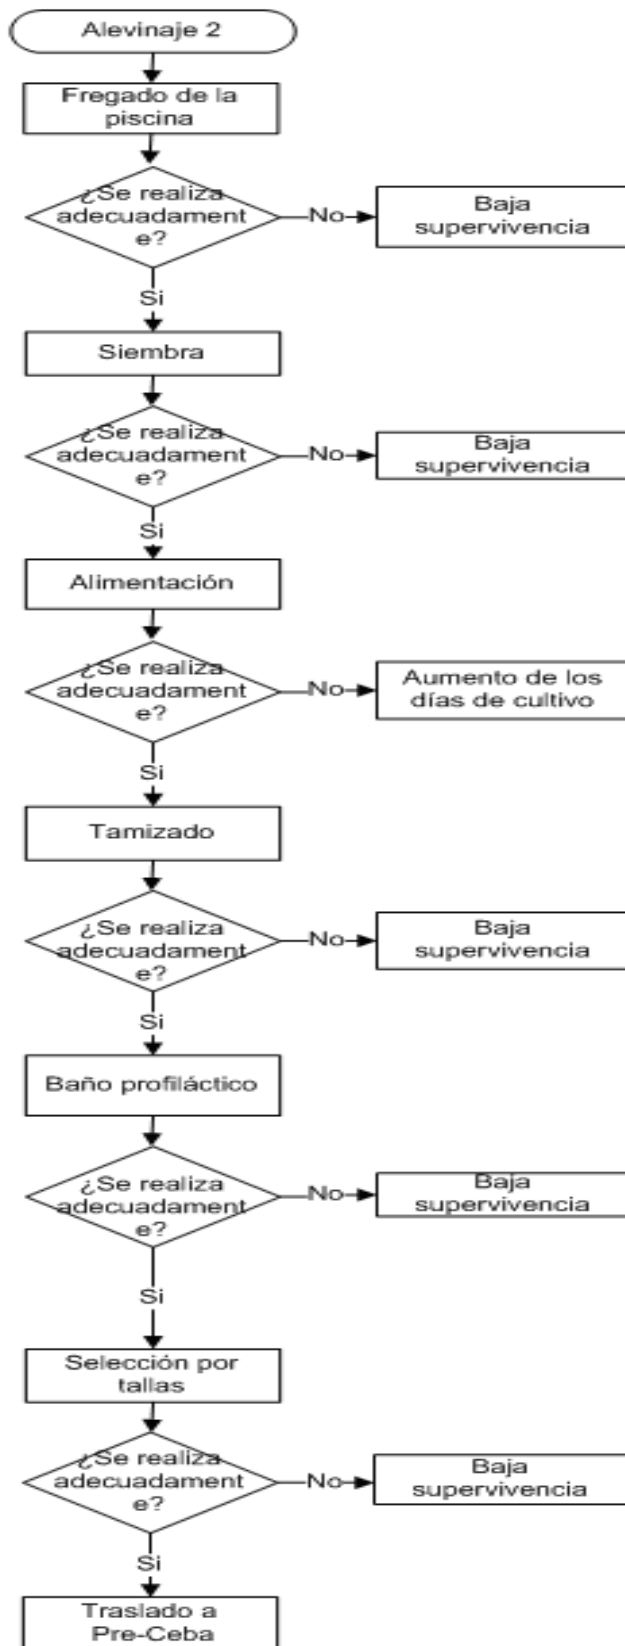 Alevinaje 2
Fregado de la
piscina
¿Se realiza
adecuadament
e?
No
Baja
supervivencia
Si
Siembra
¿Se realiza
adecuadament
e?
No
Baja
supervivencia
Si
Alimentación
¿Se realiza
adecuadament
e?
No
Aumento de los
días de cultivo
Si
Tamizado
¿Se realiza
adecuadament
e?
No
Baja
supervivencia
Si
Baño profiláctico
¿Se realiza
adecuadament
e?
No
Baja
supervivencia
Si
Selección por
tallas
¿Se realiza
adecuadament
e?
No
Baja
supervivencia
Si
Traslado a
Pre-Ceba